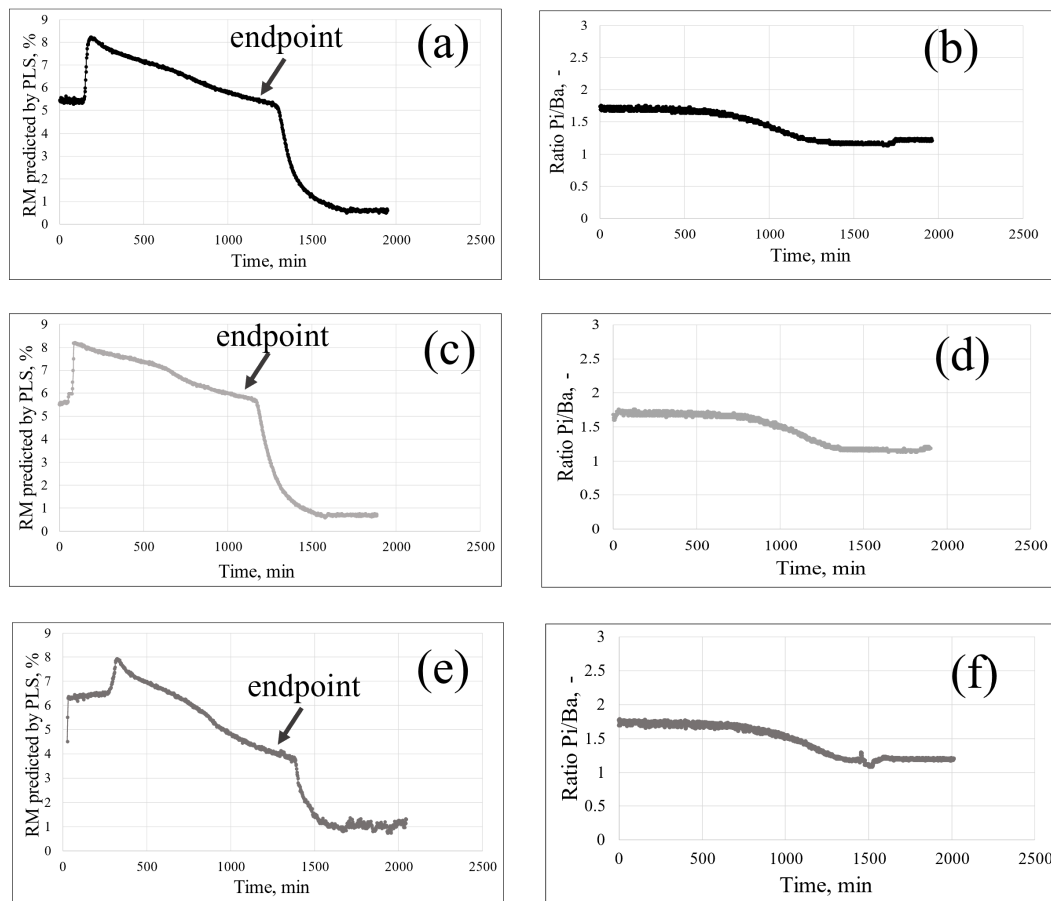 (a)
endpoint
RM predicted by PLS, %
9
8
7
6
5
4
3
2
1
0
0 500 1000 1500 2000 2500
Time, min
(b)
Ratio Pi/Ba, -
3
2.5
2
1.5
1
0.5
0
0 500 1000 1500 2000 2500
Time, min
(c)
endpoint
RM predicted by PLS, %
9
8
7
6
5
4
3
2
1
0
0 500 1000 1500 2000 2500
Time, min
(d)
Ratio Pi/Ba, -
3
2.5
2
1.5
1
0.5
0
0 500 1000 1500 2000 2500
Time, min
(e)
endpoint
RM predicted by PLS, %
9
8
7
6
5
4
3
2
1
0
0 500 1000 1500 2000 2500
Time, min
(f)
Ratio Pi/Ba, -
3
2.5
2
1.5
1
0.5
0
0 500 1000 1500 2000 2500
Time, min